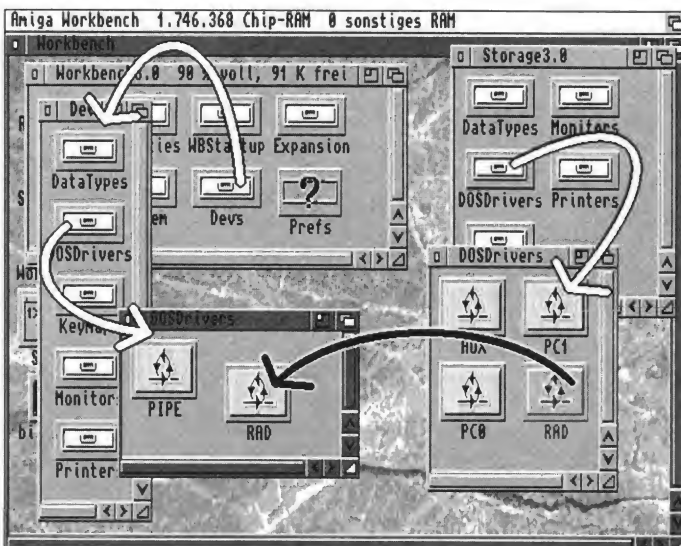 Amiga Workbench 1.746.368 Chip-RAM 0 sonstiges RAM
Workbench
Workbench3.0 90 % voll, 91 K frei
WBStartup Expansion
Devs
Prefs
DataTypes
OSDrivers
Monitor
Printer
DOSDrivers
PIPE
RAD
Storage3.0
DataTypes Monitors
DOSDrivers Printers
DOSDrivers
AUX
PC1
PC0
RAD